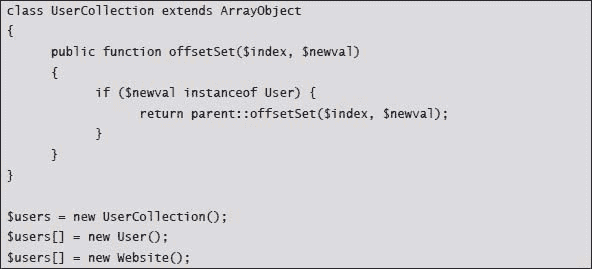 class UserCollection extends ArrayObject
{
      public function offsetSet($index, $newval)
      {
            if ($newval instanceof User) {
                  return parent::offsetSet($index, $newval);
            }
      }
}

$users = new UserCollection();
$users[] = new User();
$users[] = new Website();